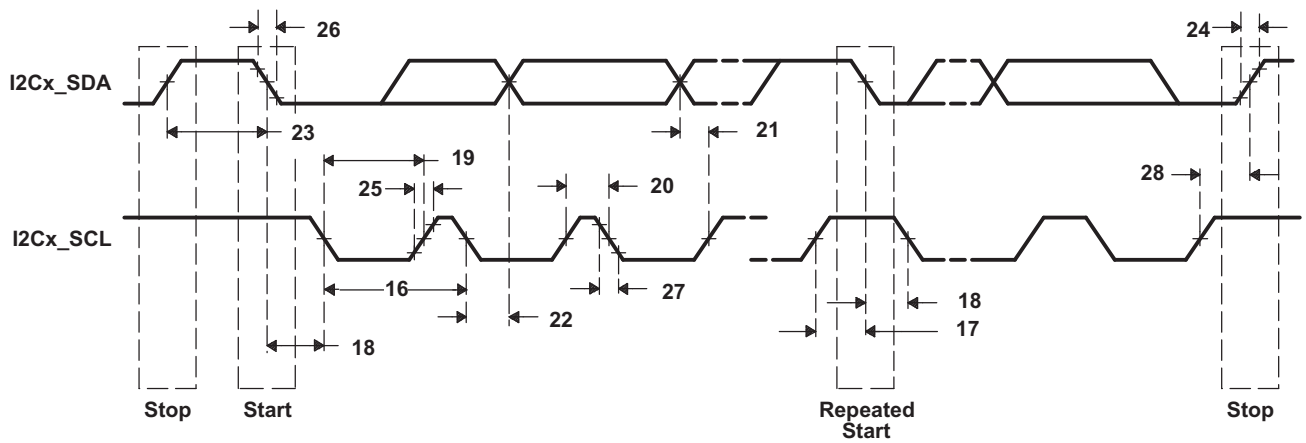 26
24
I2Cx_SDA
23
21
19
25
20
28
I2Cx_SCL
16
27
18
22
17
18
Stop
Start
Repeated
Start
Stop